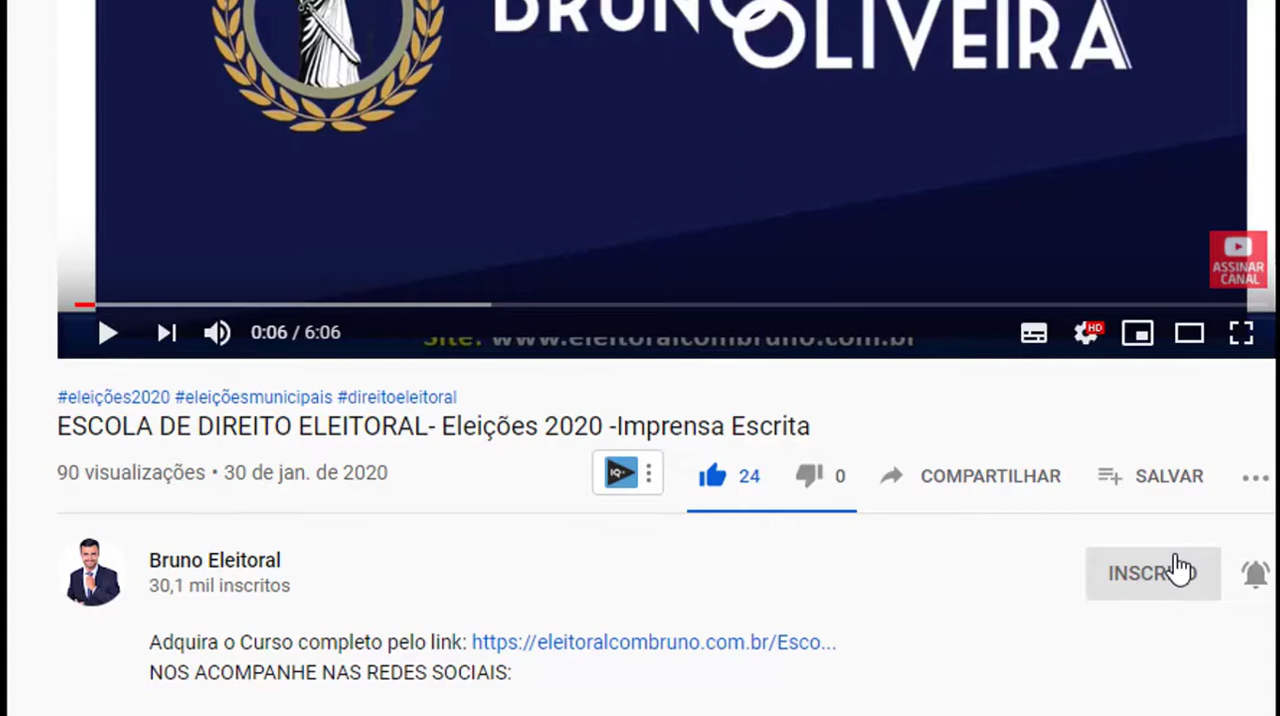 BRUNO
OLIVEIRA
ASSINAR
CANAL
0:06 / 6:06
HD
Site: www.eleitoralcombruno.com.br
#eleições2020 #eleiçõesmunicipais #direitoeleitoral
ESCOLA DE DIREITO ELEITORAL- Eleições 2020 -Imprensa Escrita
90 visualizações • 30 de jan. de 2020
IQ
24
0
COMPARTILHAR
SALVAR
Bruno Eleitoral
30,1 mil inscritos
INSCRITO
Adquira o Curso completo pelo link: https://eleitoralcombruno.com.br/Esco...
NOS ACOMPANHE NAS REDES SOCIAIS: